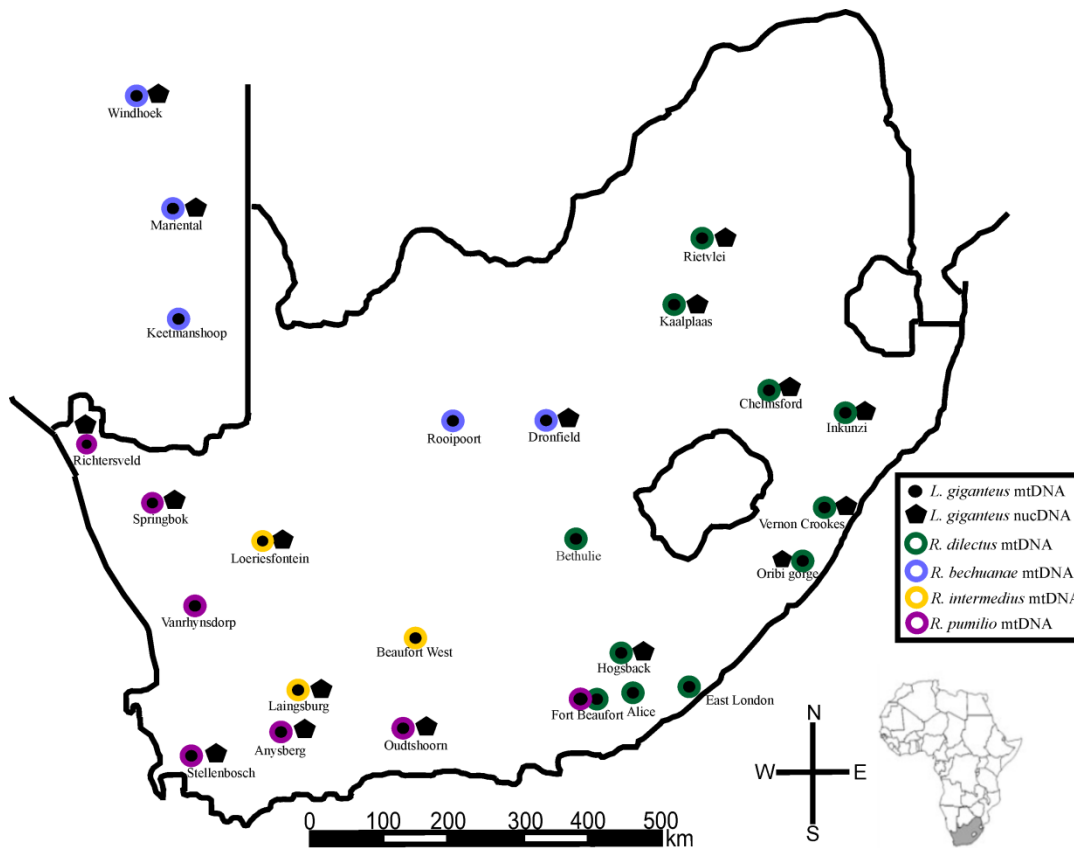 Windhoek
Mariental
Rietvlei
Kaalplaas
Keetmanshoop
Chelmsford
Inkunzi
Rooipoort
Dronfield
Richtersveld
L. giganteus mtDNA
L. giganteus nucDNA
R. dilectus mtDNA
R. bechuanae mtDNA
R. intermedius mtDNA
R. pumilio mtDNA
Springbok
Vernon Crookes
Loeriesfontein
Bethulie
Oribi gorge
Vanrhynsdorp
Beaufort West
Hogsback
Laingsburg
Fort Beaufort
Alice
East London
Anysberg
Oudtshoorn
Stellenbosch
N
W
E
S
0 100 200 300 400 500
km